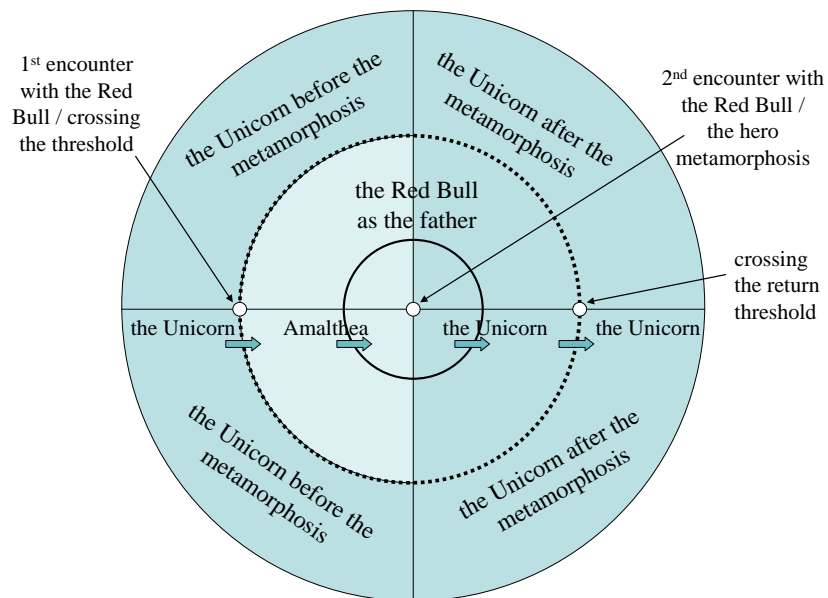 1st encounter
with the Red
Bull / crossing
the threshold
the Unicorn before the
metamorphosis
the Unicorn after the
metamorphosis
2nd encounter with
the Red Bull /
the hero
metamorphosis
the Red Bull
as the father
crossing
the return
threshold
the Unicorn
Amalthea
the Unicorn
the Unicorn
the Unicorn before the
metamorphosis
the Unicorn after the
metamorphosis